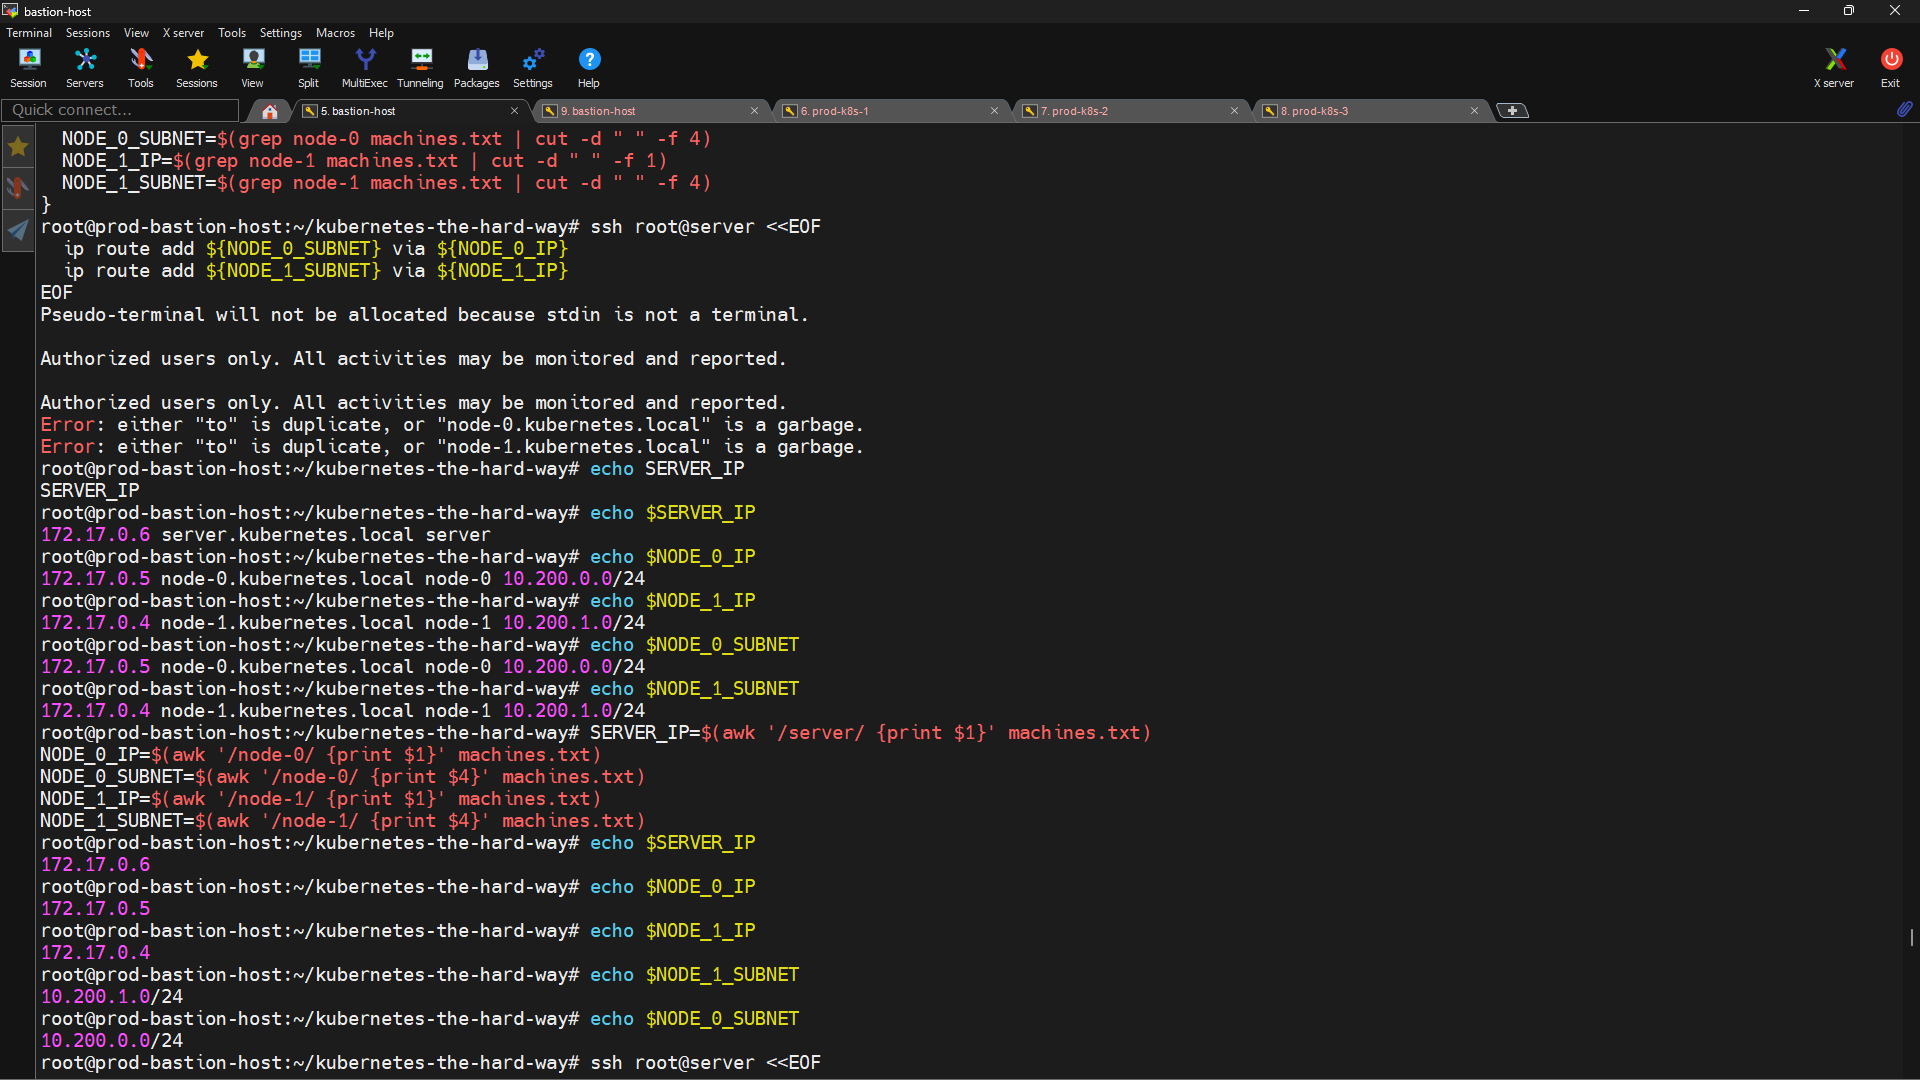 bastion-host
Terminal Sessions View X server Tools Settings Macros Help
Session Servers Tools Sessions View Split MultiExec Tunneling Packages Settings Help X server Exit
Quick connect... 5. bastion-host 9. bastion-host 6. prod-k8s-1 7. prod-k8s-2 8. prod-k8s-3
  NODE_0_SUBNET=$(grep node-0 machines.txt | cut -d " " -f 4)
  NODE_1_IP=$(grep node-1 machines.txt | cut -d " " -f 1)
  NODE_1_SUBNET=$(grep node-1 machines.txt | cut -d " " -f 4)
}
root@prod-bastion-host:~/kubernetes-the-hard-way# ssh root@server <<EOF
  ip route add ${NODE_0_SUBNET} via ${NODE_0_IP}
  ip route add ${NODE_1_SUBNET} via ${NODE_1_IP}
EOF
Pseudo-terminal will not be allocated because stdin is not a terminal.
Authorized users only. All activities may be monitored and reported.
Authorized users only. All activities may be monitored and reported.
Error: either "to" is duplicate, or "node-0.kubernetes.local" is a garbage.
Error: either "to" is duplicate, or "node-1.kubernetes.local" is a garbage.
root@prod-bastion-host:~/kubernetes-the-hard-way# echo SERVER_IP
SERVER_IP
root@prod-bastion-host:~/kubernetes-the-hard-way# echo $SERVER_IP
172.17.0.6 server.kubernetes.local server
root@prod-bastion-host:~/kubernetes-the-hard-way# echo $NODE_0_IP
172.17.0.5 node-0.kubernetes.local node-0 10.200.0.0/24
root@prod-bastion-host:~/kubernetes-the-hard-way# echo $NODE_1_IP
172.17.0.4 node-1.kubernetes.local node-1 10.200.1.0/24
root@prod-bastion-host:~/kubernetes-the-hard-way# echo $NODE_0_SUBNET
172.17.0.5 node-0.kubernetes.local node-0 10.200.0.0/24
root@prod-bastion-host:~/kubernetes-the-hard-way# echo $NODE_1_SUBNET
172.17.0.4 node-1.kubernetes.local node-1 10.200.1.0/24
root@prod-bastion-host:~/kubernetes-the-hard-way# SERVER_IP=$(awk '/server/ {print $1}' machines.txt)
NODE_0_IP=$(awk '/node-0/ {print $1}' machines.txt)
NODE_0_SUBNET=$(awk '/node-0/ {print $4}' machines.txt)
NODE_1_IP=$(awk '/node-1/ {print $1}' machines.txt)
NODE_1_SUBNET=$(awk '/node-1/ {print $4}' machines.txt)
root@prod-bastion-host:~/kubernetes-the-hard-way# echo $SERVER_IP
172.17.0.6
root@prod-bastion-host:~/kubernetes-the-hard-way# echo $NODE_0_IP
172.17.0.5
root@prod-bastion-host:~/kubernetes-the-hard-way# echo $NODE_1_IP
172.17.0.4
root@prod-bastion-host:~/kubernetes-the-hard-way# echo $NODE_1_SUBNET
10.200.1.0/24
root@prod-bastion-host:~/kubernetes-the-hard-way# echo $NODE_0_SUBNET
10.200.0.0/24
root@prod-bastion-host:~/kubernetes-the-hard-way# ssh root@server <<EOF